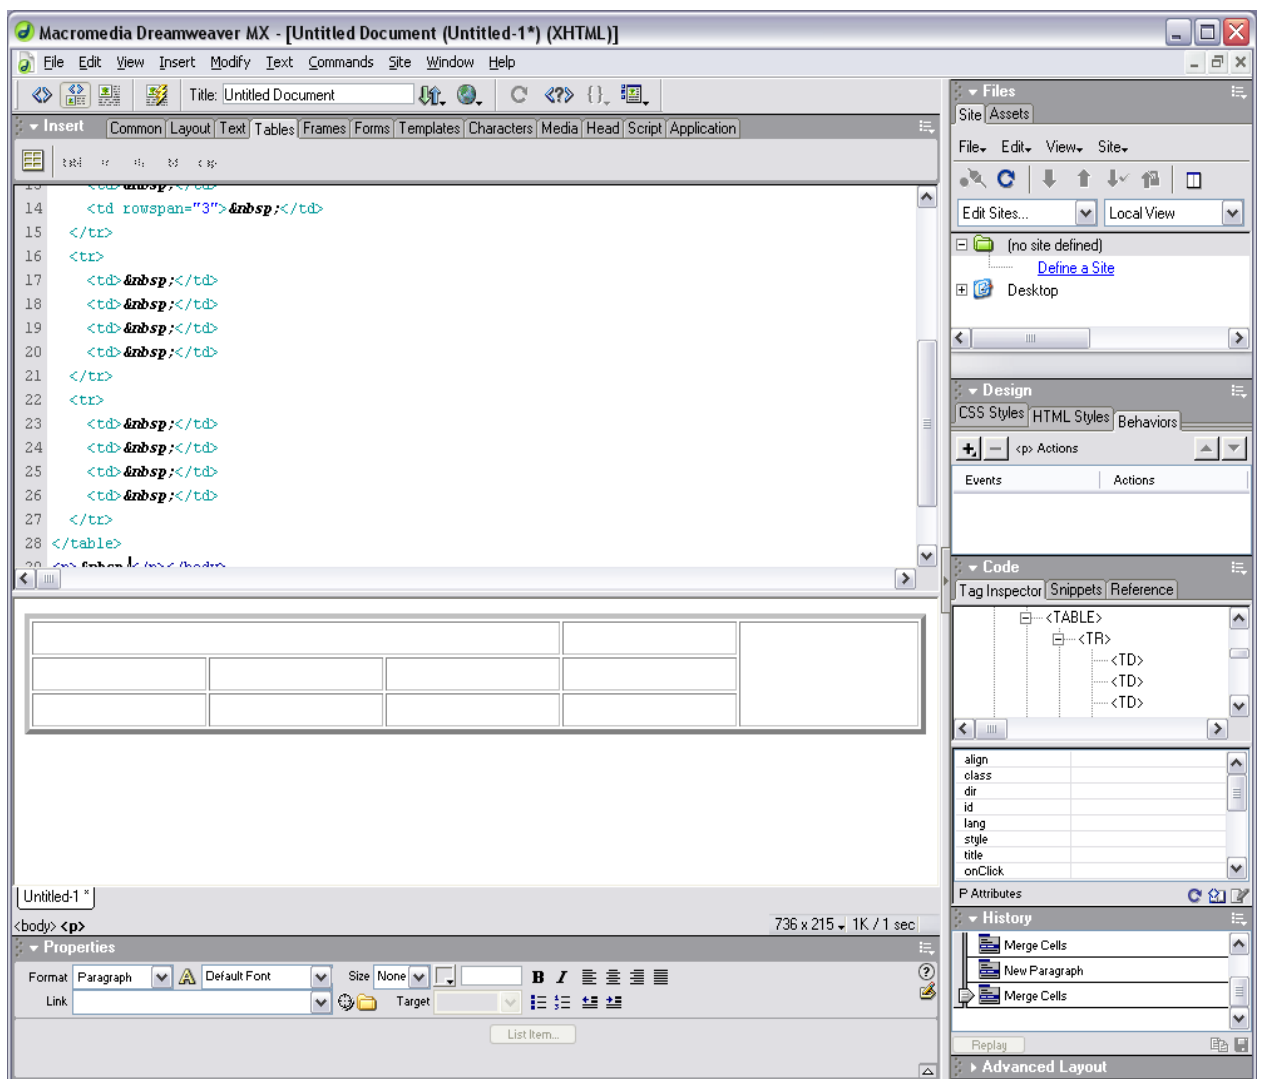 Macromedia Dreamweaver MX - [Untitled Document (Untitled-1*) (XHTML)]
File Edit View Insert Modify Text Commands Site Window Help
Title: Untitled Document
Insert Common Layout Text Tables Frames Forms Templates Characters Media Head Script Application
13 <td>&nbsp;</td>
14 <td rowspan="3">&nbsp;</td>
15 </tr>
16 <tr>
17 <td>&nbsp;</td>
18 <td>&nbsp;</td>
19 <td>&nbsp;</td>
20 <td>&nbsp;</td>
21 </tr>
22 <tr>
23 <td>&nbsp;</td>
24 <td>&nbsp;</td>
25 <td>&nbsp;</td>
26 <td>&nbsp;</td>
27 </tr>
28 </table>
29 <p>&nbsp;</p></body>
Untitled-1 *
<body> <p>
736 x 215 1K / 1 sec
Properties
Format Paragraph A Default Font Size None B I
Link Target
List Item...
Files
Site Assets
File Edit View Site
Edit Sites... Local View
(no site defined)
Define a Site
Desktop
Design
CSS Styles HTML Styles Behaviors
<p> Actions
Events Actions
Code
Tag Inspector Snippets Reference
<TABLE>
<TR>
<TD>
<TD>
<TD>
align
class
dir
id
lang
style
title
onClick
P Attributes
History
Merge Cells
New Paragraph
Merge Cells
Replay
Advanced Layout